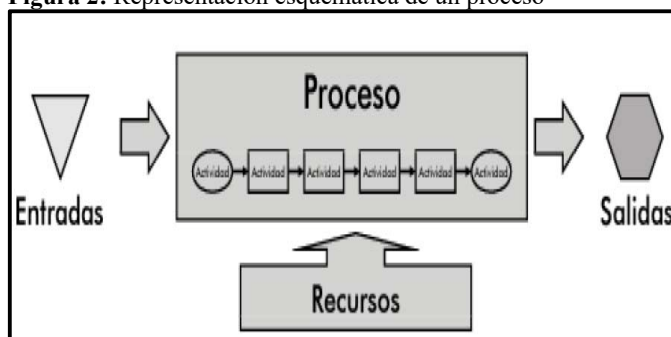 Figura 2: Representación esquemática de un proceso
Proceso
Actividad Actividad Actividad Actividad Actividad Actividad
Entradas
Salidas
Recursos